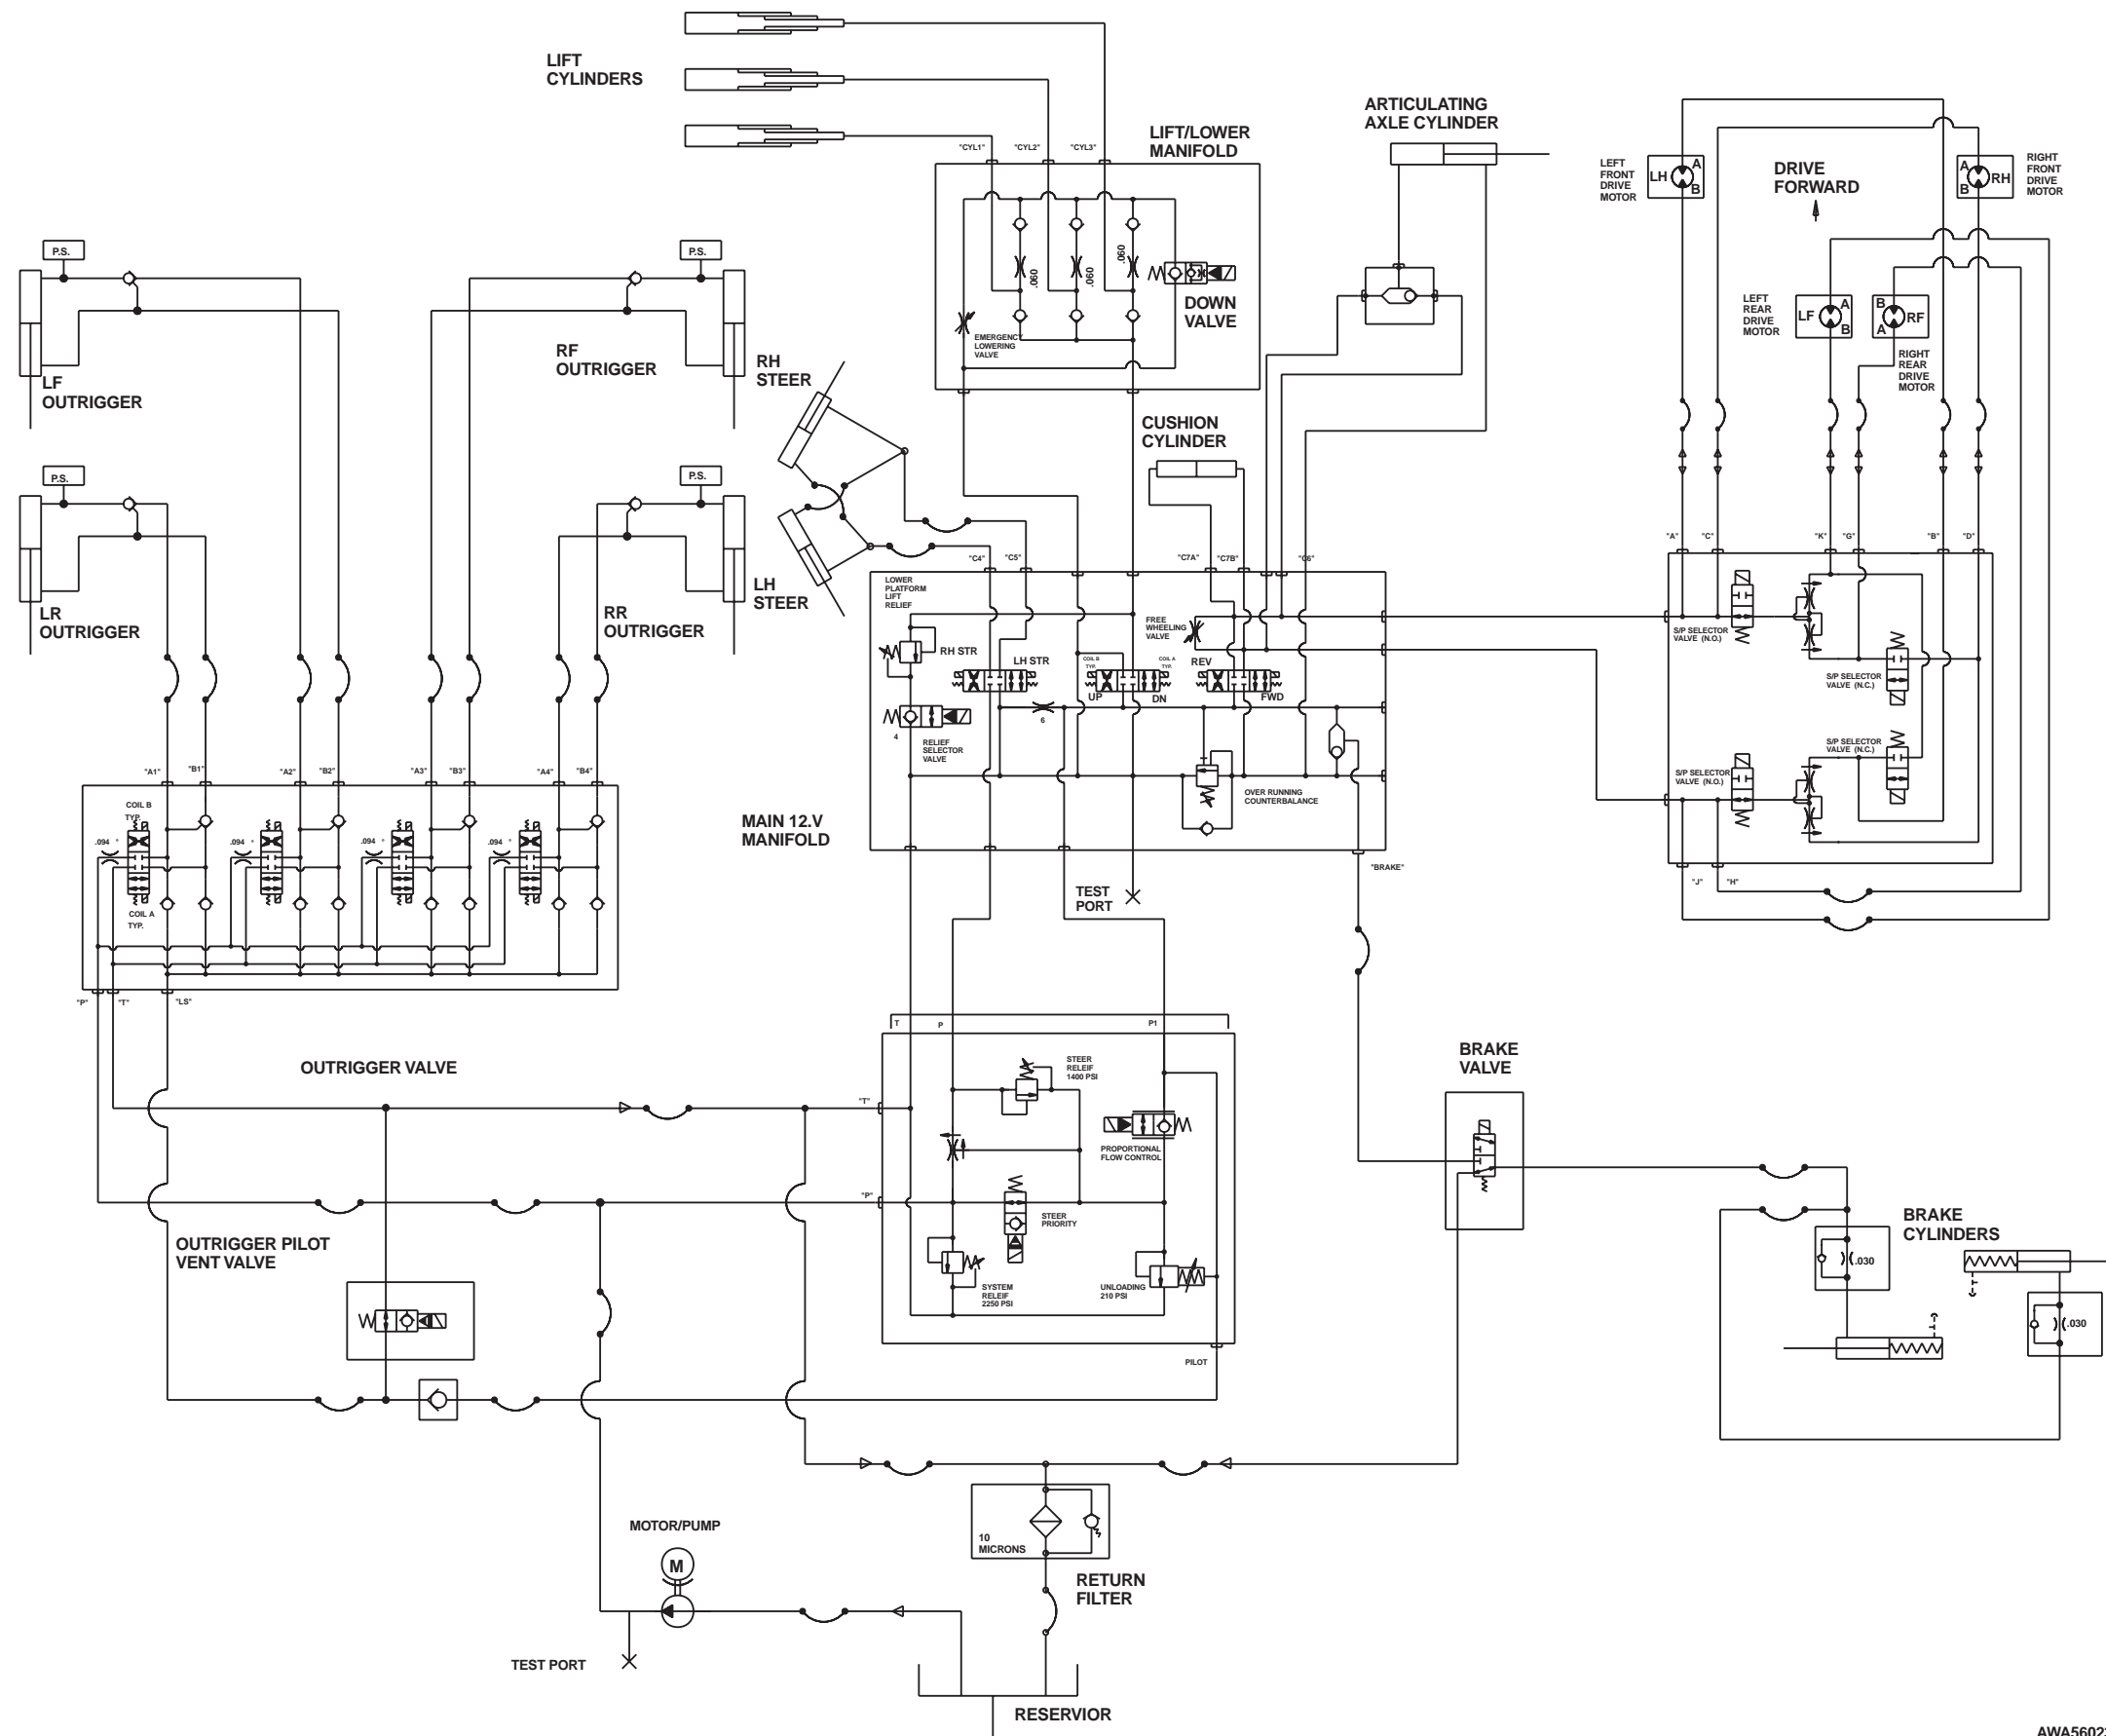 LIFT
CYLINDERS
"CYL1"
"CYL2"
"CYL3"
LIFT/LOWER
MANIFOLD
ARTICULATING
AXLE CYLINDER
LEFT
FRONT
DRIVE
MOTOR
LH
A
B
DRIVE
FORWARD
A
B
RH
RIGHT
FRONT
DRIVE
MOTOR
P.S.
P.S.
.060
.060
.060
DOWN
VALVE
EMERGENCY
LOWERING
VALVE
LEFT
REAR
DRIVE
MOTOR
LF
A
B
B
A
RF
RIGHT
REAR
DRIVE
MOTOR
LF
OUTRIGGER
RF
OUTRIGGER
RH
STEER
CUSHION
CYLINDER
P.S.
P.S.
LR
OUTRIGGER
RR
OUTRIGGER
LH
STEER
"C4"
"C5"
"C7A"
"C7B"
"C6"
"A"
"C"
"K"
"G"
"B"
"D"
LOWER
PLATFORM
LIFT
RELIEF
RH STR
LH STR
COIL B
TYP.
COIL A
TYP.
UP
DN
FREE
WHEELING
VALVE
REV
FWD
6
4
RELIEF
SELECTOR
VALVE
OVER RUNNING
COUNTERBALANCE
S/P SELECTOR
VALVE (N.O.)
S/P SELECTOR
VALVE (N.C.)
S/P SELECTOR
VALVE (N.C.)
S/P SELECTOR
VALVE (N.O.)
"A1"
"B1"
"A2"
"B2"
"A3"
"B3"
"A4"
"B4"
COIL B
TYP.
.094 "
.094 "
.094 "
.094 "
COIL A
TYP.
MAIN 12.V
MANIFOLD
"BRAKE"
TEST
PORT
"J"
"H"
"P"
"T"
"LS"
T
P
P1
OUTRIGGER VALVE
STEER
RELEIF
1400 PSI
BRAKE
VALVE
"T"
PROPORTIONAL
FLOW CONTROL
"P"
STEER
PRIORITY
OUTRIGGER PILOT
VENT VALVE
SYSTEM
RELEIF
2250 PSI
UNLOADING
210 PSI
BRAKE
CYLINDERS
.030
.030
PILOT
MOTOR/PUMP
M
10
MICRONS
RETURN
FILTER
TEST PORT
RESERVIOR